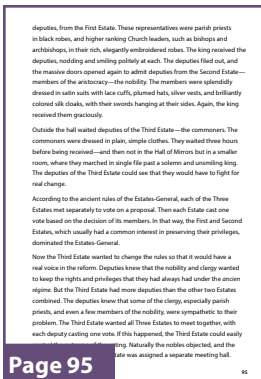 deputies, from the First Estate. These representatives were parish priests
in black robes, and higher ranking Church leaders, such as bishops and
archbishops, in their rich, elegantly embroidered robes. The king received the
deputies, nodding and smiling politely at each. The deputies filed out, and
the massive doors opened again to admit deputies from the Second Estate—
members of the aristocracy—the nobility. The members were splendidly
dressed in satin suits with lace cuffs, plumed hats, silver vests, and brilliantly
colored silk cloaks, with their swords hanging at their sides. Again, the king
received them graciously.
Outside the hall waited deputies of the Third Estate—the commoners. The
commoners were dressed in plain, simple clothes. They waited three hours
before being received—and then not in the Hall of Mirrors but in a smaller
room, where they marched in single file past a solemn and unsmiling king.
The deputies of the Third Estate could see that they would have to fight for
real change.
According to the ancient rules of the Estates-General, each of the Three
Estates met separately to vote on a proposal. Then each Estate cast one
vote based on the decision of its members. In that way, the First and Second
Estates, which usually had a common interest in preserving their privileges,
dominated the Estates-General.
Now the Third Estate wanted to change the rules so that it would have a
real voice in the reform. Deputies knew that the nobility and clergy wanted
to keep the rights and privileges that they had always had under the ancien
régime. But the Third Estate had more deputies than the other two Estates
combined. The deputies knew that some of the clergy, especially parish
priests, and even a few members of the nobility, were sympathetic to their
problem. The Third Estate wanted all Three Estates to meet together, with
each deputy casting one vote. If this happened, the Third Estate could easily
ting. Naturally the nobles objected, and the
tate was assigned a separate meeting hall.
Page 95
95